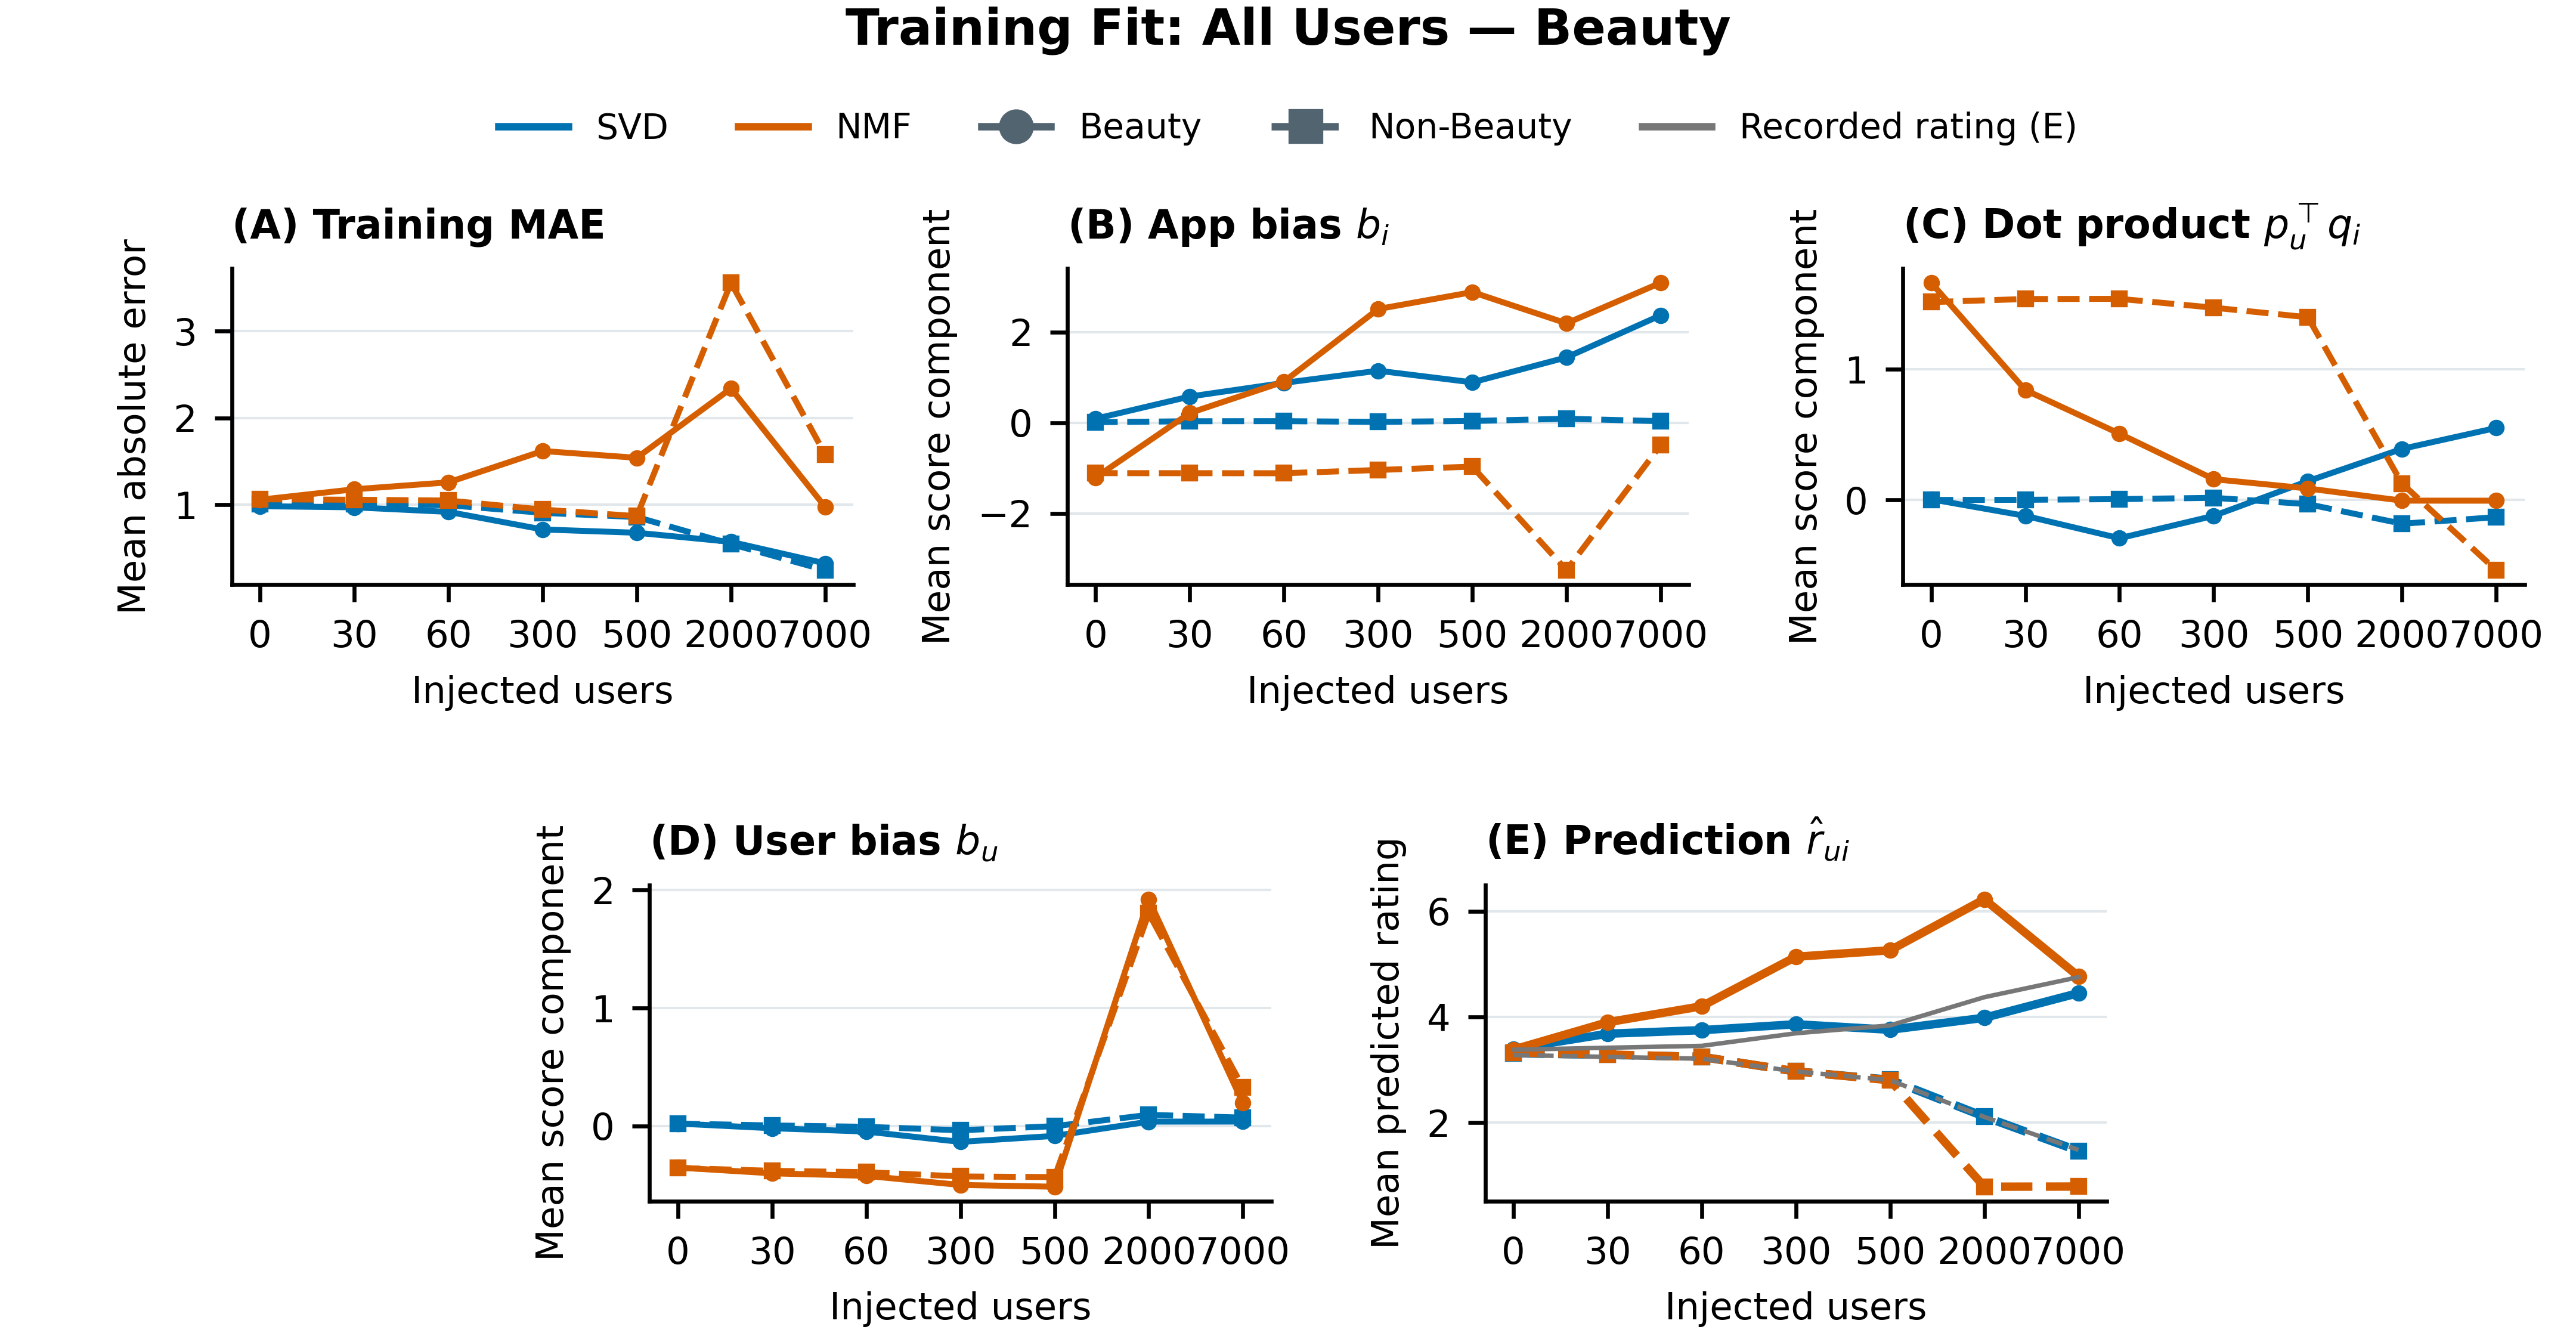 Training Fit: All Users — Beauty
SVD NMF Beauty Non-Beauty Recorded rating (E)
(A) Training MAE
Mean absolute error
3
2
1
0 30 60 300 500 2000 7000
Injected users
(B) App bias b_i
Mean score component
2
0
−2
0 30 60 300 500 2000 7000
Injected users
(C) Dot product p_u^⊤ q_i
Mean score component
1
0
0 30 60 300 500 2000 7000
Injected users
(D) User bias b_u
Mean score component
2
1
0
0 30 60 300 500 2000 7000
Injected users
(E) Prediction r̂_ui
Mean predicted rating
6
4
2
0 30 60 300 500 2000 7000
Injected users